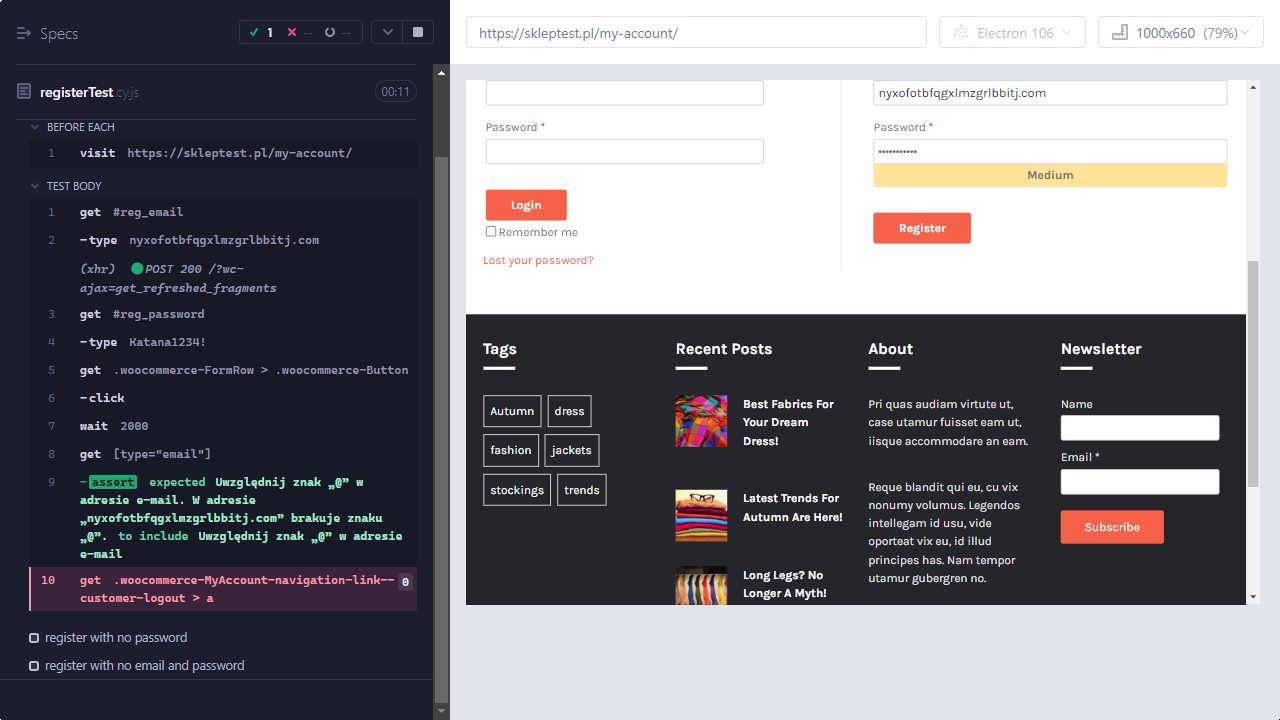 Specs
1
--
--
registerTest.cy.js
00:11
BEFORE EACH
1 visit https://skleptest.pl/my-account/
TEST BODY
1 get #reg_email
2 -type nyxofotbfqgxlmzgrlbbitj.com
(xhr) POST 200 /?wc-
ajax=get_refreshed_fragments
3 get #reg_password
4 -type Katana1234!
5 get .woocommerce-FormRow > .woocommerce-Button
6 -click
7 wait 2000
8 get [type="email"]
9 -assert expected Uwzględnij znak „@” w
adresie e-mail. W adresie
„nyxofotbfqgxlmzgrlbbitj.com” brakuje znaku
„@”. to include Uwzględnij znak „@” w adresie
e-mail
10 get .woocommerce-MyAccount-navigation-link--
customer-logout > a
0
register with no password
register with no email and password
https://skleptest.pl/my-account/
Electron 106
1000x660 (79%)
Password *
Login
Remember me
Lost your password?
nyxofotbfqgxlmzgrlbbitj.com
Password *
•••••••••••
Medium
Register
Tags
Autumn
dress
fashion
jackets
stockings
trends
Recent Posts
Best Fabrics For
Your Dream
Dress!
Latest Trends For
Autumn Are Here!
Long Legs? No
Longer A Myth!
About
Pri quas audiam virtute ut,
case utamur fuisset eam ut,
iisque accommodare an eam.
Reque blandit qui eu, cu vix
nonumy volumus. Legendos
intellegam id usu, vide
oporteat vix eu, id illud
principes has. Nam tempor
utamur gubergren no.
Newsletter
Name
Email *
Subscribe